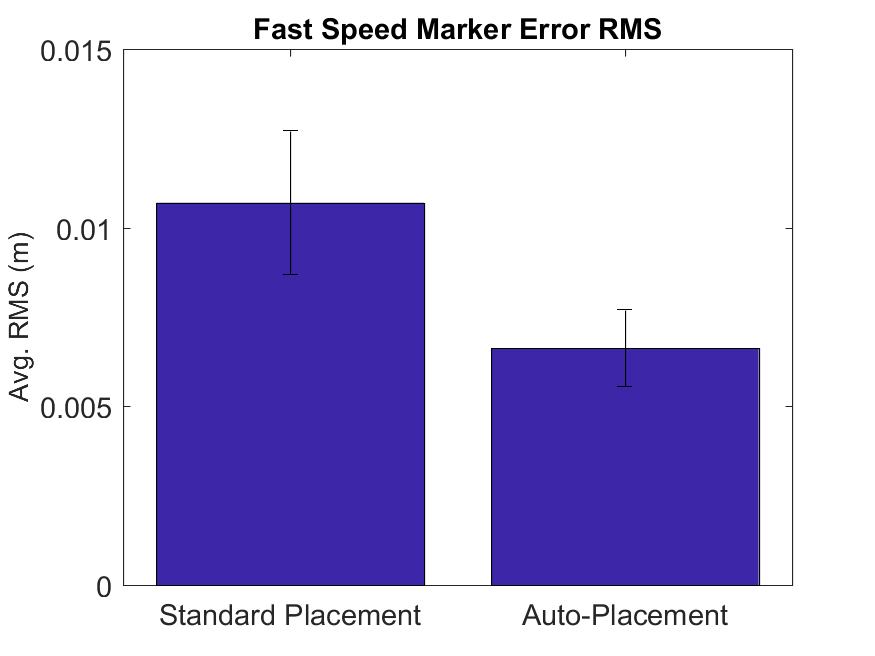 Fast Speed Marker Error RMS
0.015
0.01
0.005
0
Avg. RMS (m)
Standard Placement
Auto-Placement